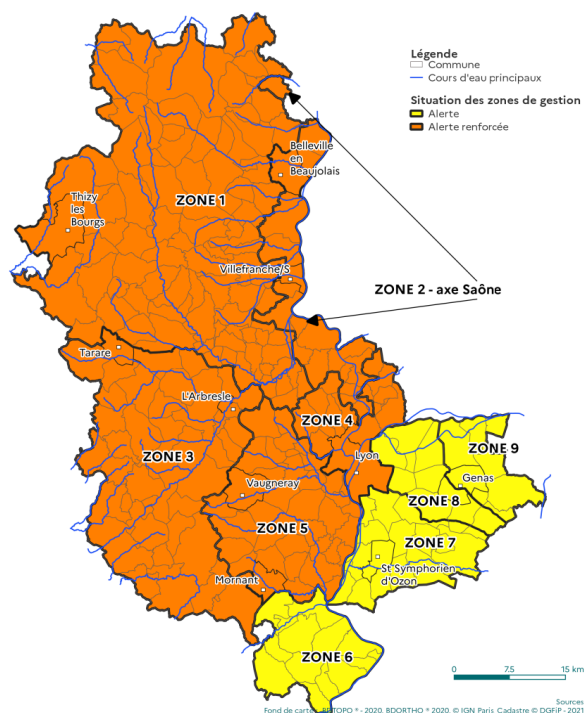 Légende
Commune
Cours d'eau principaux
Situation des zones de gestion
Alerte
Alerte renforcée
Belleville
en
Beaujolais
ZONE 1
Thizy
les
Bourgs
Villefranche/S
ZONE 2 - axe Saône
Tarare
L'Arbresle
ZONE 4
ZONE 3
Lyon
ZONE 9
Genas
Vaugneray
ZONE 8
ZONE 5
ZONE 7
St Symphorien
d'Ozon
Mornant
ZONE 6
0 7.5 15 km
Sources
Fond de carte : TOPO ® - 2020, BDORTHO ® 2020, © IGN Paris, Cadastre © DGFiP - 2021